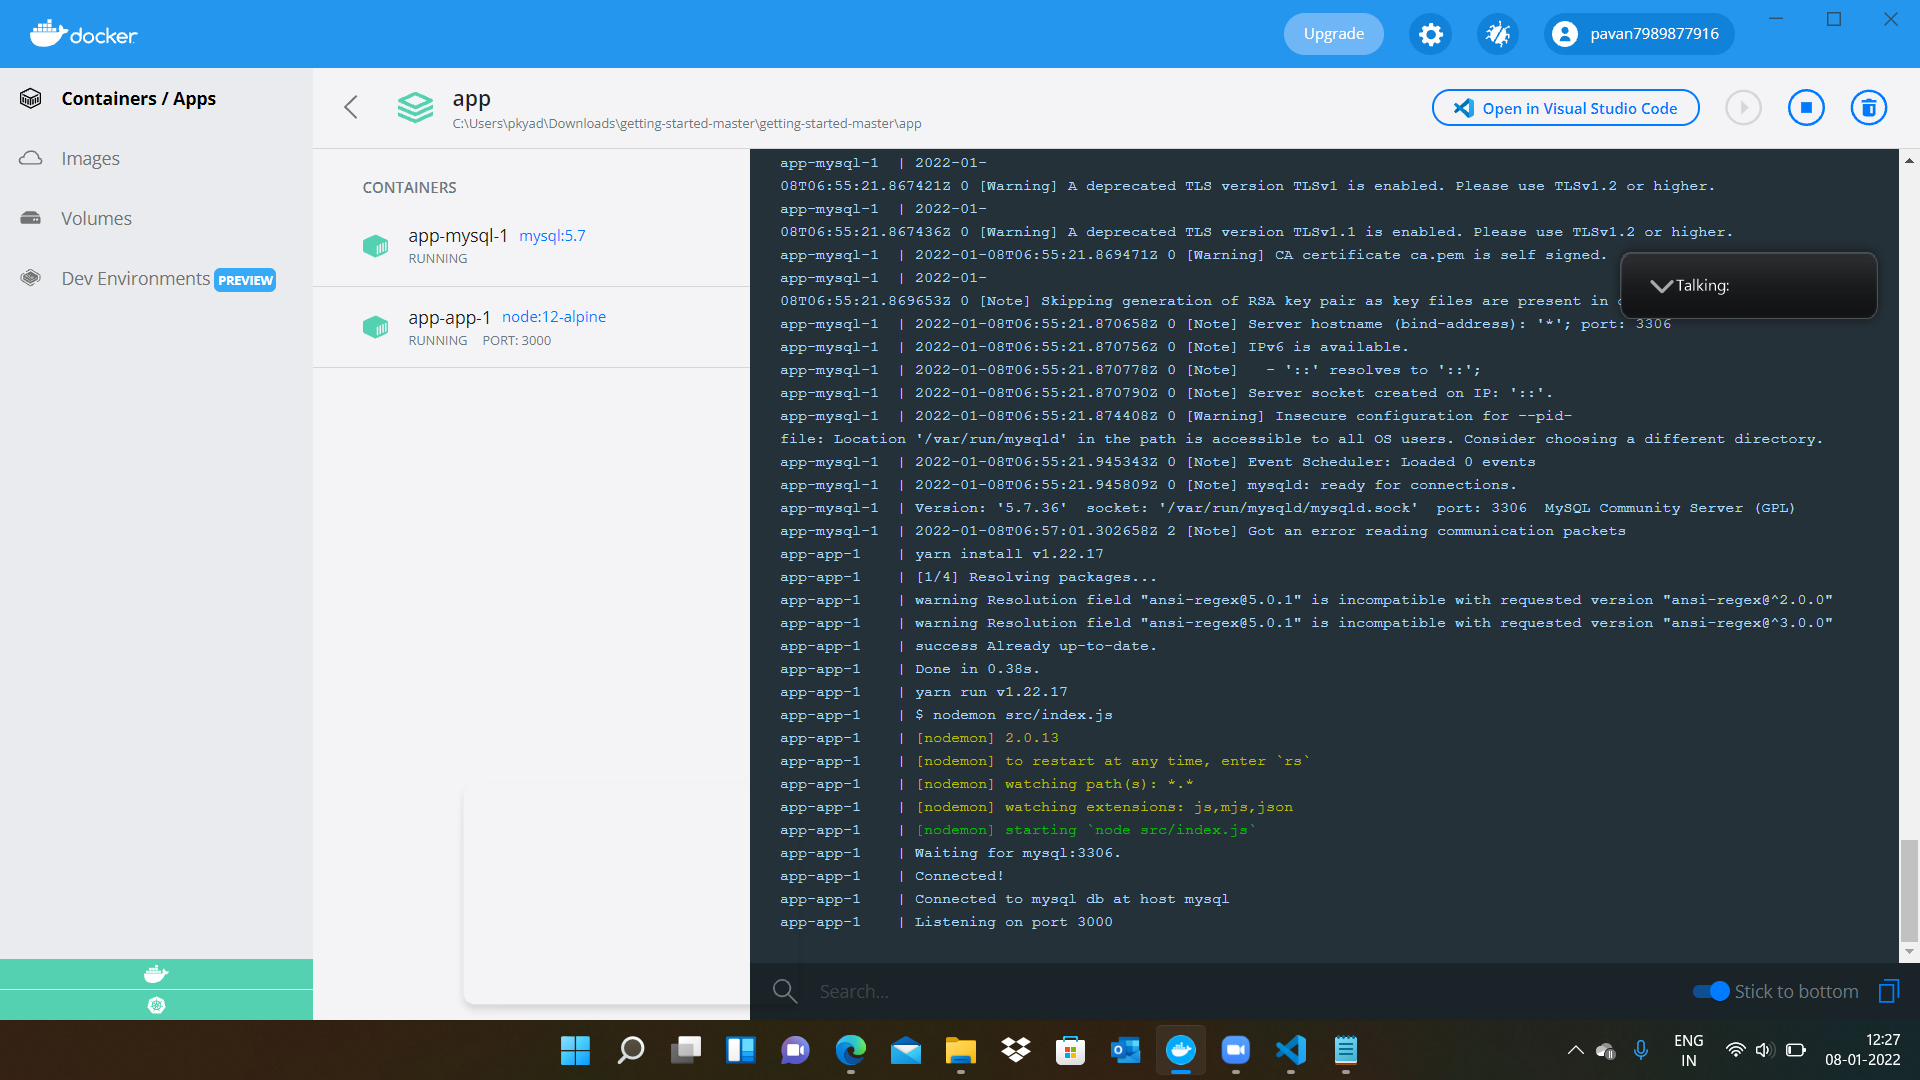 docker
Upgrade
pavan7989877916
Containers / Apps
Images
Volumes
Dev Environments PREVIEW
app
C:\Users\pkyad\Downloads\getting-started-master\getting-started-master\app
Open in Visual Studio Code
CONTAINERS
app-mysql-1 mysql:5.7
RUNNING
app-app-1 node:12-alpine
RUNNING PORT: 3000
app-mysql-1 | 2022-01-
08T06:55:21.867421Z 0 [Warning] A deprecated TLS version TLSv1 is enabled. Please use TLSv1.2 or higher.
app-mysql-1 | 2022-01-
08T06:55:21.867436Z 0 [Warning] A deprecated TLS version TLSv1.1 is enabled. Please use TLSv1.2 or higher.
app-mysql-1 | 2022-01-08T06:55:21.869471Z 0 [Warning] CA certificate ca.pem is self signed.
app-mysql-1 | 2022-01-
08T06:55:21.869653Z 0 [Note] Skipping generation of RSA key pair as key files are present in
Talking:
app-mysql-1 | 2022-01-08T06:55:21.870658Z 0 [Note] Server hostname (bind-address): '*'; port: 3306
app-mysql-1 | 2022-01-08T06:55:21.870756Z 0 [Note] IPv6 is available.
app-mysql-1 | 2022-01-08T06:55:21.870778Z 0 [Note]   - '::' resolves to '::';
app-mysql-1 | 2022-01-08T06:55:21.870790Z 0 [Note] Server socket created on IP: '::'.
app-mysql-1 | 2022-01-08T06:55:21.874408Z 0 [Warning] Insecure configuration for --pid-
file: Location '/var/run/mysqld' in the path is accessible to all OS users. Consider choosing a different directory.
app-mysql-1 | 2022-01-08T06:55:21.945343Z 0 [Note] Event Scheduler: Loaded 0 events
app-mysql-1 | 2022-01-08T06:55:21.945809Z 0 [Note] mysqld: ready for connections.
app-mysql-1 | Version: '5.7.36'  socket: '/var/run/mysqld/mysqld.sock'  port: 3306  MySQL Community Server (GPL)
app-mysql-1 | 2022-01-08T06:57:01.302658Z 2 [Note] Got an error reading communication packets
app-app-1 | yarn install v1.22.17
app-app-1 | [1/4] Resolving packages...
app-app-1 | warning Resolution field "ansi-regex@5.0.1" is incompatible with requested version "ansi-regex@^2.0.0"
app-app-1 | warning Resolution field "ansi-regex@5.0.1" is incompatible with requested version "ansi-regex@^3.0.0"
app-app-1 | success Already up-to-date.
app-app-1 | Done in 0.38s.
app-app-1 | yarn run v1.22.17
app-app-1 | $ nodemon src/index.js
app-app-1 | [nodemon] 2.0.13
app-app-1 | [nodemon] to restart at any time, enter `rs`
app-app-1 | [nodemon] watching path(s): *.*
app-app-1 | [nodemon] watching extensions: js,mjs,json
app-app-1 | [nodemon] starting `node src/index.js`
app-app-1 | Waiting for mysql:3306.
app-app-1 | Connected!
app-app-1 | Connected to mysql db at host mysql
app-app-1 | Listening on port 3000
Search...
Stick to bottom
ENG
IN
12:27
08-01-2022